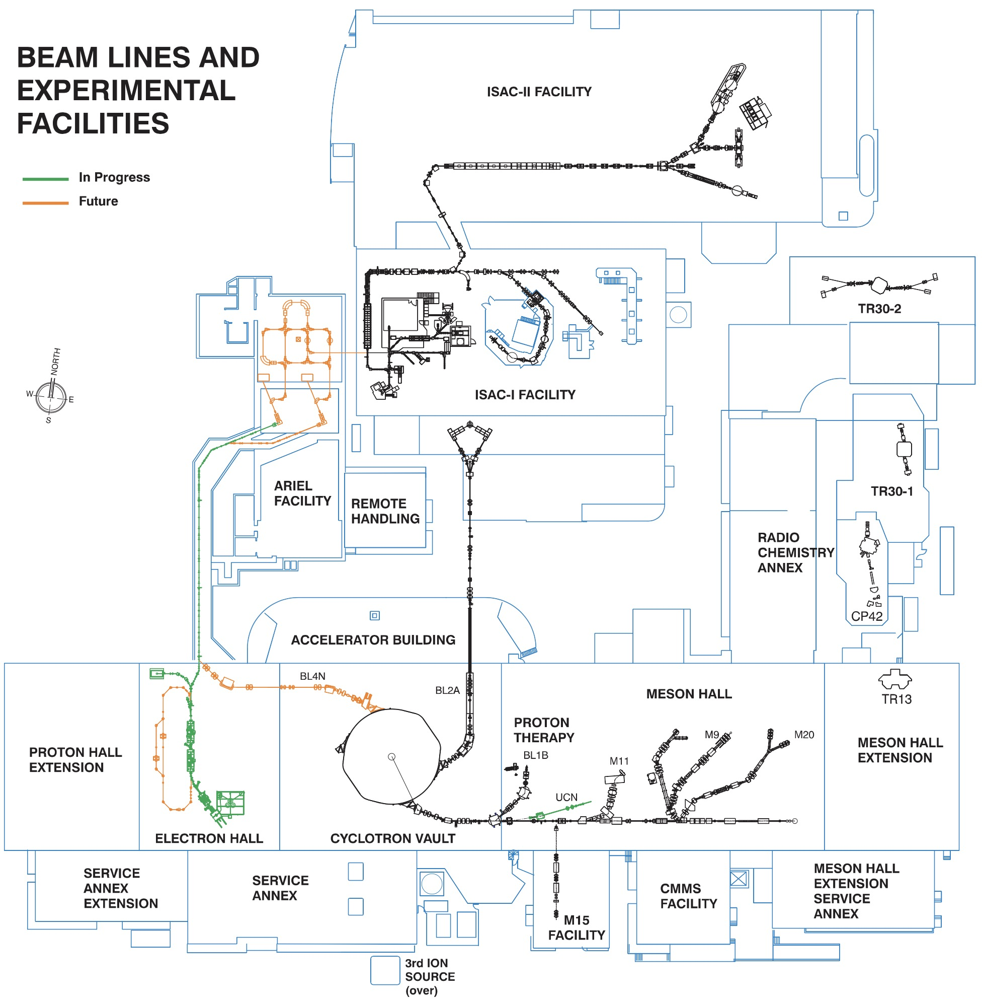 BEAM LINES AND
EXPERIMENTAL
FACILITIES
In Progress
Future
ISAC-II FACILITY
TR30-2
NORTH
W
E
S
ISAC-I FACILITY
ARIEL
FACILITY
REMOTE
HANDLING
TR30-1
RADIO
CHEMISTRY
ANNEX
CP42
ACCELERATOR BUILDING
BL4N
BL2A
MESON HALL
TR13
PROTON
THERAPY
BL1B
M9
M20
M11
UCN
PROTON HALL
EXTENSION
MESON HALL
EXTENSION
ELECTRON HALL
CYCLOTRON VAULT
SERVICE
ANNEX
EXTENSION
SERVICE
ANNEX
M15
FACILITY
CMMS
FACILITY
MESON HALL
EXTENSION
SERVICE
ANNEX
3rd ION
SOURCE
(over)